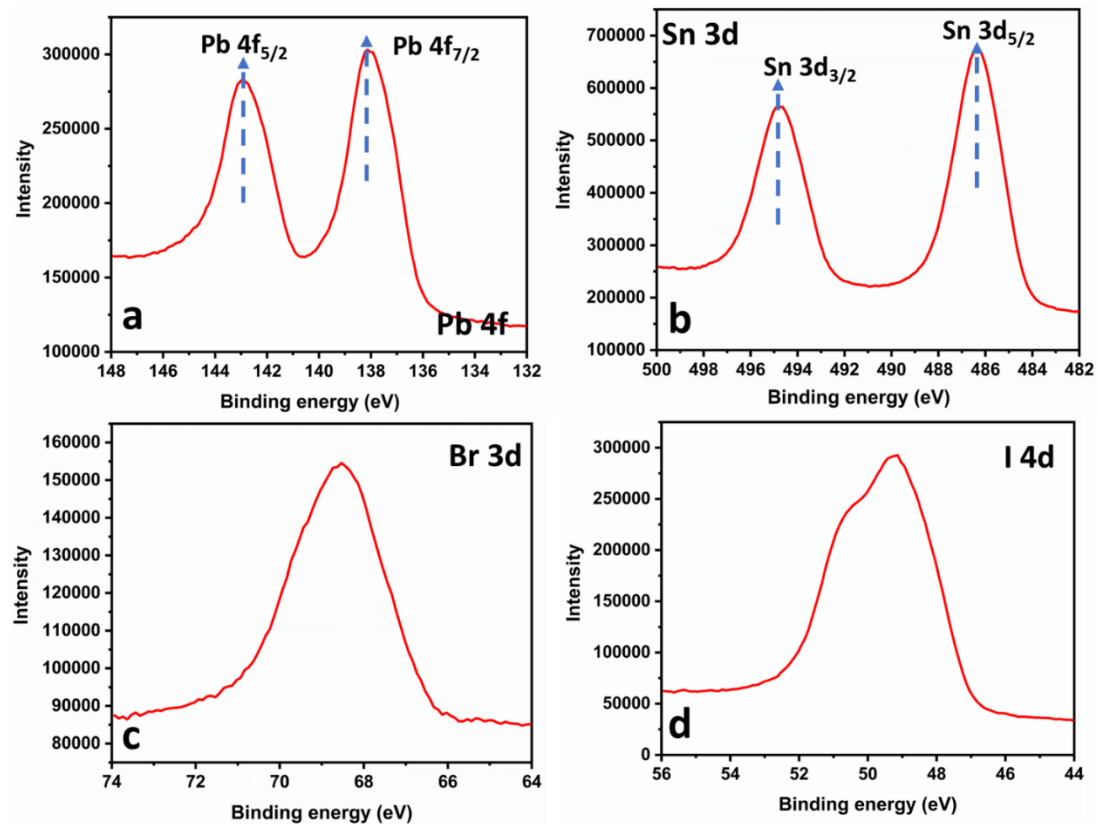 Pb 4f5/2
Pb 4f7/2
300000
250000
200000
150000
100000
Intensity
a
Pb 4f
148 146 144 142 140 138 136 134 132
Binding energy (eV)
Sn 3d
Sn 3d3/2
Sn 3d5/2
700000
600000
500000
400000
300000
200000
100000
Intensity
b
500 498 496 494 492 490 488 486 484 482
Binding energy (eV)
Br 3d
160000
150000
140000
130000
120000
110000
100000
90000
80000
Intensity
c
74 72 70 68 66 64
Binding energy (eV)
I 4d
300000
250000
200000
150000
100000
50000
0
Intensity
d
56 54 52 50 48 46 44
Binding energy (eV)